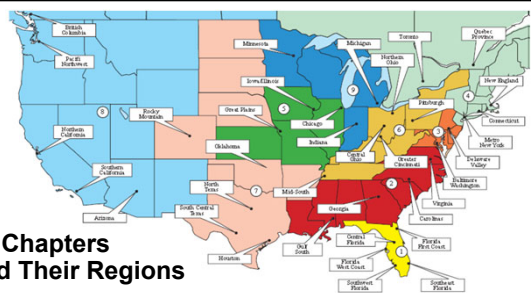 British
Columbia
Pacific
Northwest
Northern
California
Southern
California
Arizona
8
Rocky
Mountain
Minnesota
Iowa/Illinois
Great Plains
Oklahoma
North
Texas
South Central
Texas
Houston
7
5
Chicago
Indiana
Michigan
9
Northern
Ohio
Toronto
Quebec
Province
New England
4
Connecticut
Metro
New York
Pittsburgh
6
3
Central
Ohio
Greater
Cincinnati
Delaware
Valley
Baltimore
Washington
Virginia
Carolinas
Mid-South
2
Georgia
Gulf
South
Central
Florida
Florida
First Coast
Florida
West Coast
1
Southwest
Florida
Southeast
Florida
Chapters
d Their Regions